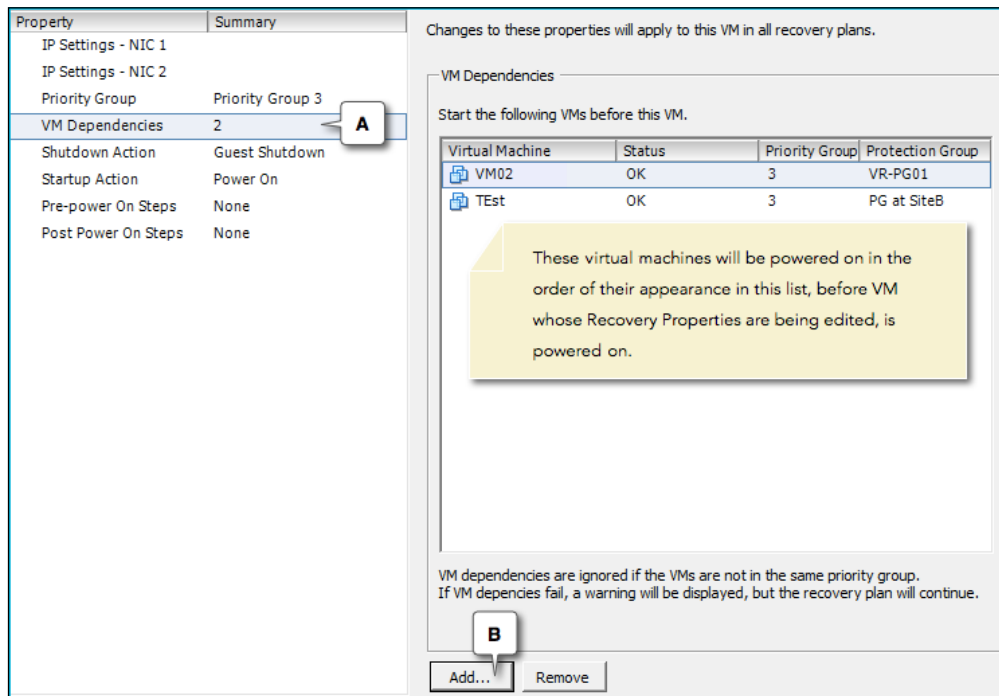 Property Summary
IP Settings - NIC 1
IP Settings - NIC 2
Priority Group Priority Group 3
VM Dependencies 2
A
Shutdown Action Guest Shutdown
Startup Action Power On
Pre-power On Steps None
Post Power On Steps None
Changes to these properties will apply to this VM in all recovery plans.
VM Dependencies
Start the following VMs before this VM.
Virtual Machine Status Priority Group Protection Group
VM02 OK 3 VR-PG01
TEst OK 3 PG at SiteB
These virtual machines will be powered on in the
order of their appearance in this list, before VM
whose Recovery Properties are being edited, is
powered on.
VM dependencies are ignored if the VMs are not in the same priority group.
If VM depencies fail, a warning will be displayed, but the recovery plan will continue.
B
Add... Remove